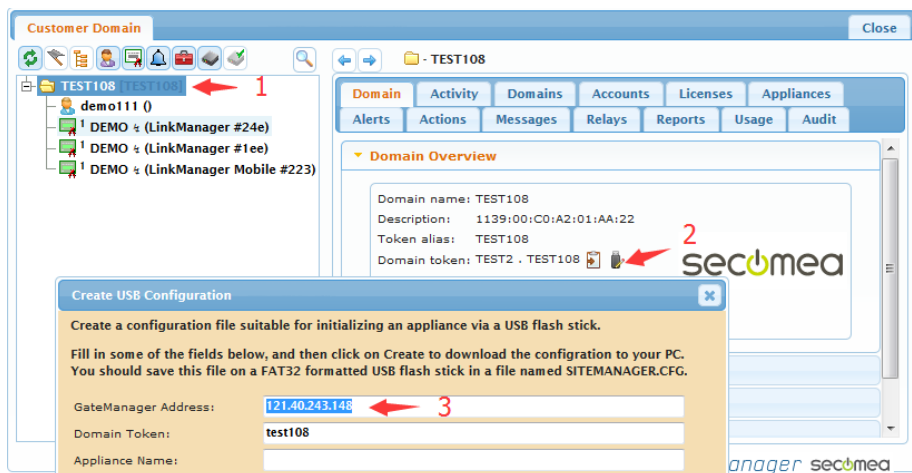 Customer Domain
Close
- TEST108
TEST108 [TEST108]
1
demo111 ()
1 DEMO (LinkManager #24e)
1 DEMO (LinkManager #1ee)
1 DEMO (LinkManager Mobile #223)
Domain Activity Domains Accounts Licenses Appliances
Alerts Actions Messages Relays Reports Usage Audit
Domain Overview
Domain name: TEST108
Description: 1139:00:C0:A2:01:AA:22
Token alias: TEST108
Domain token: TEST2 . TEST108
2
secomea
Create USB Configuration
Create a configuration file suitable for initializing an appliance via a USB flash stick.
Fill in some of the fields below, and then click on Create to download the configration to your PC.
You should save this file on a FAT32 formatted USB flash stick in a file named SITEMANAGER.CFG.
GateManager Address: 121.40.243.148
3
Domain Token: test108
Appliance Name:
anager secomea